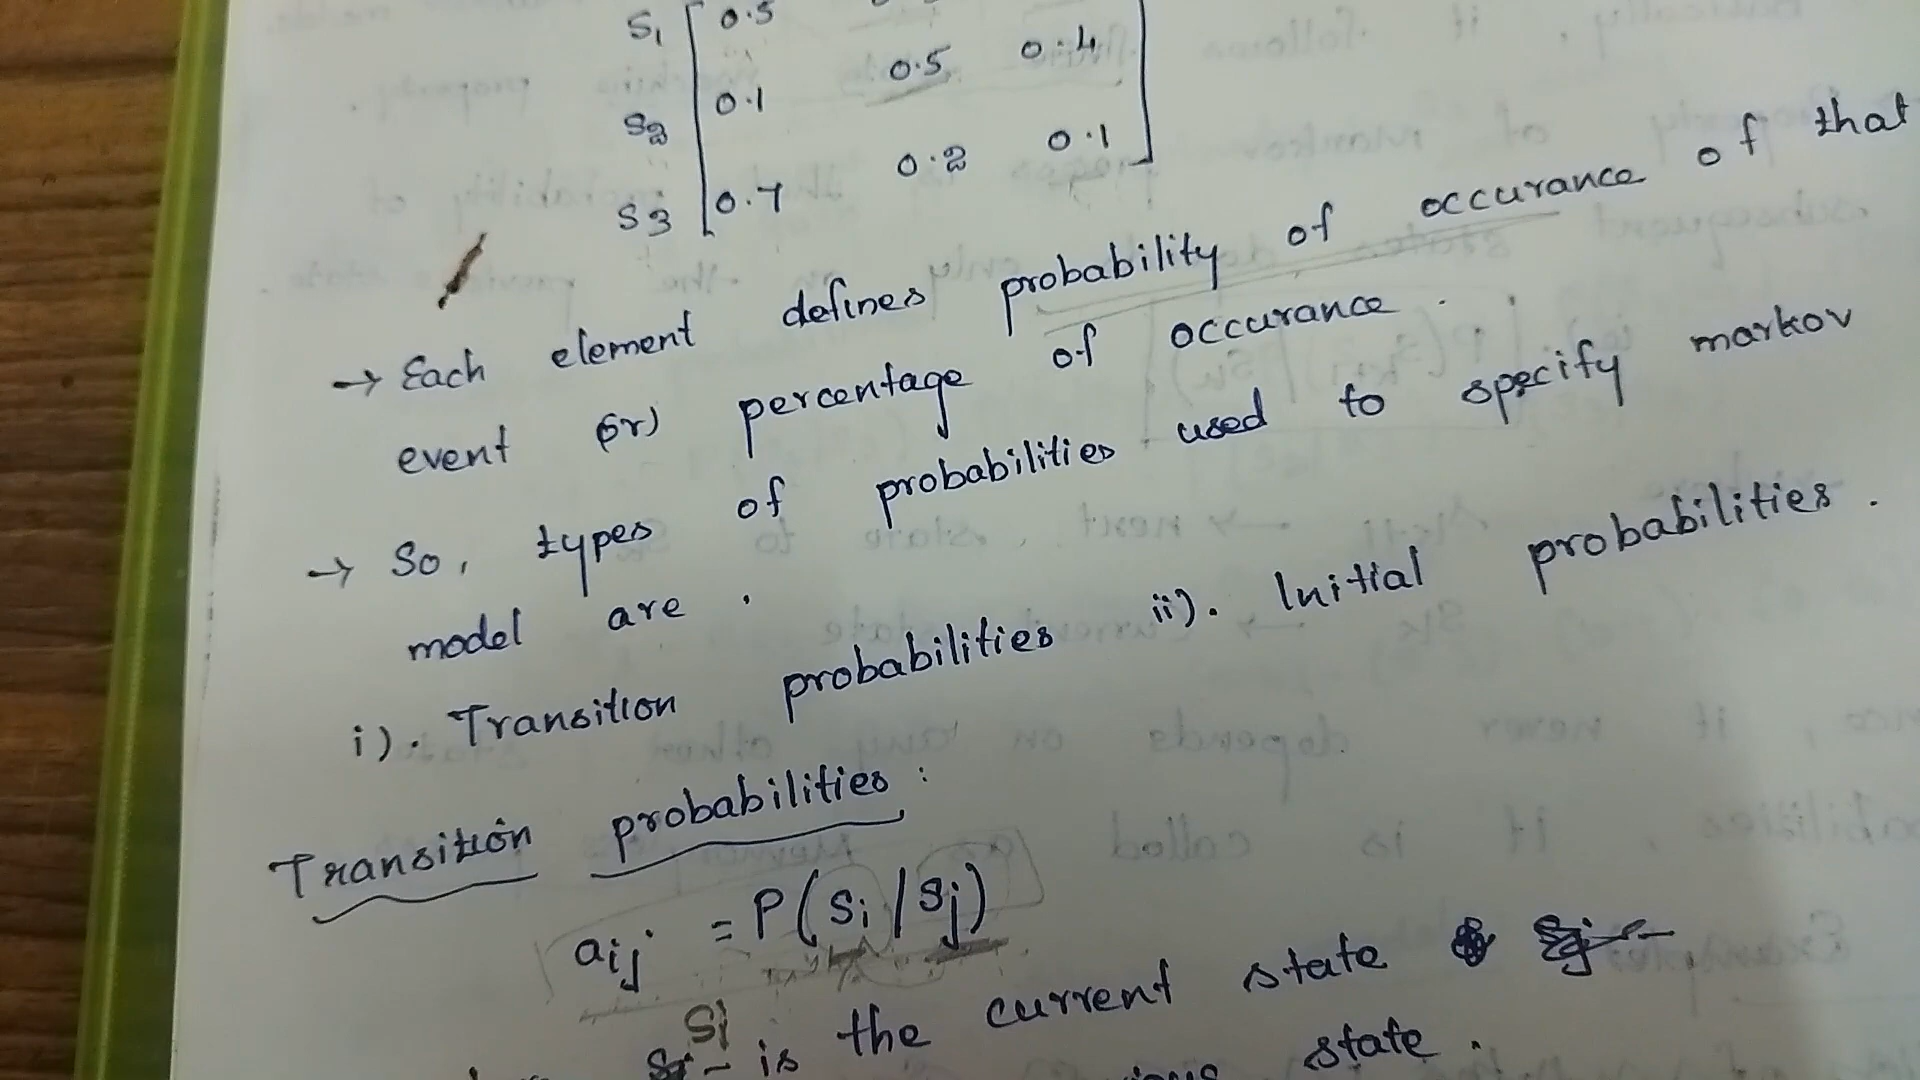 S1 0.5
S2 0.1 0.5 0.4
S3 0.7 0.2 0.1
→ Each element defines probability of occurance of that
event (or) percentage of occurance.
→ So, types of probabilities used to specify markov
model are.
i). Transition probabilities ii). Initial probabilities.
Transition probabilities :
aij = P(Si/Sj)
Si - is the current state
state.